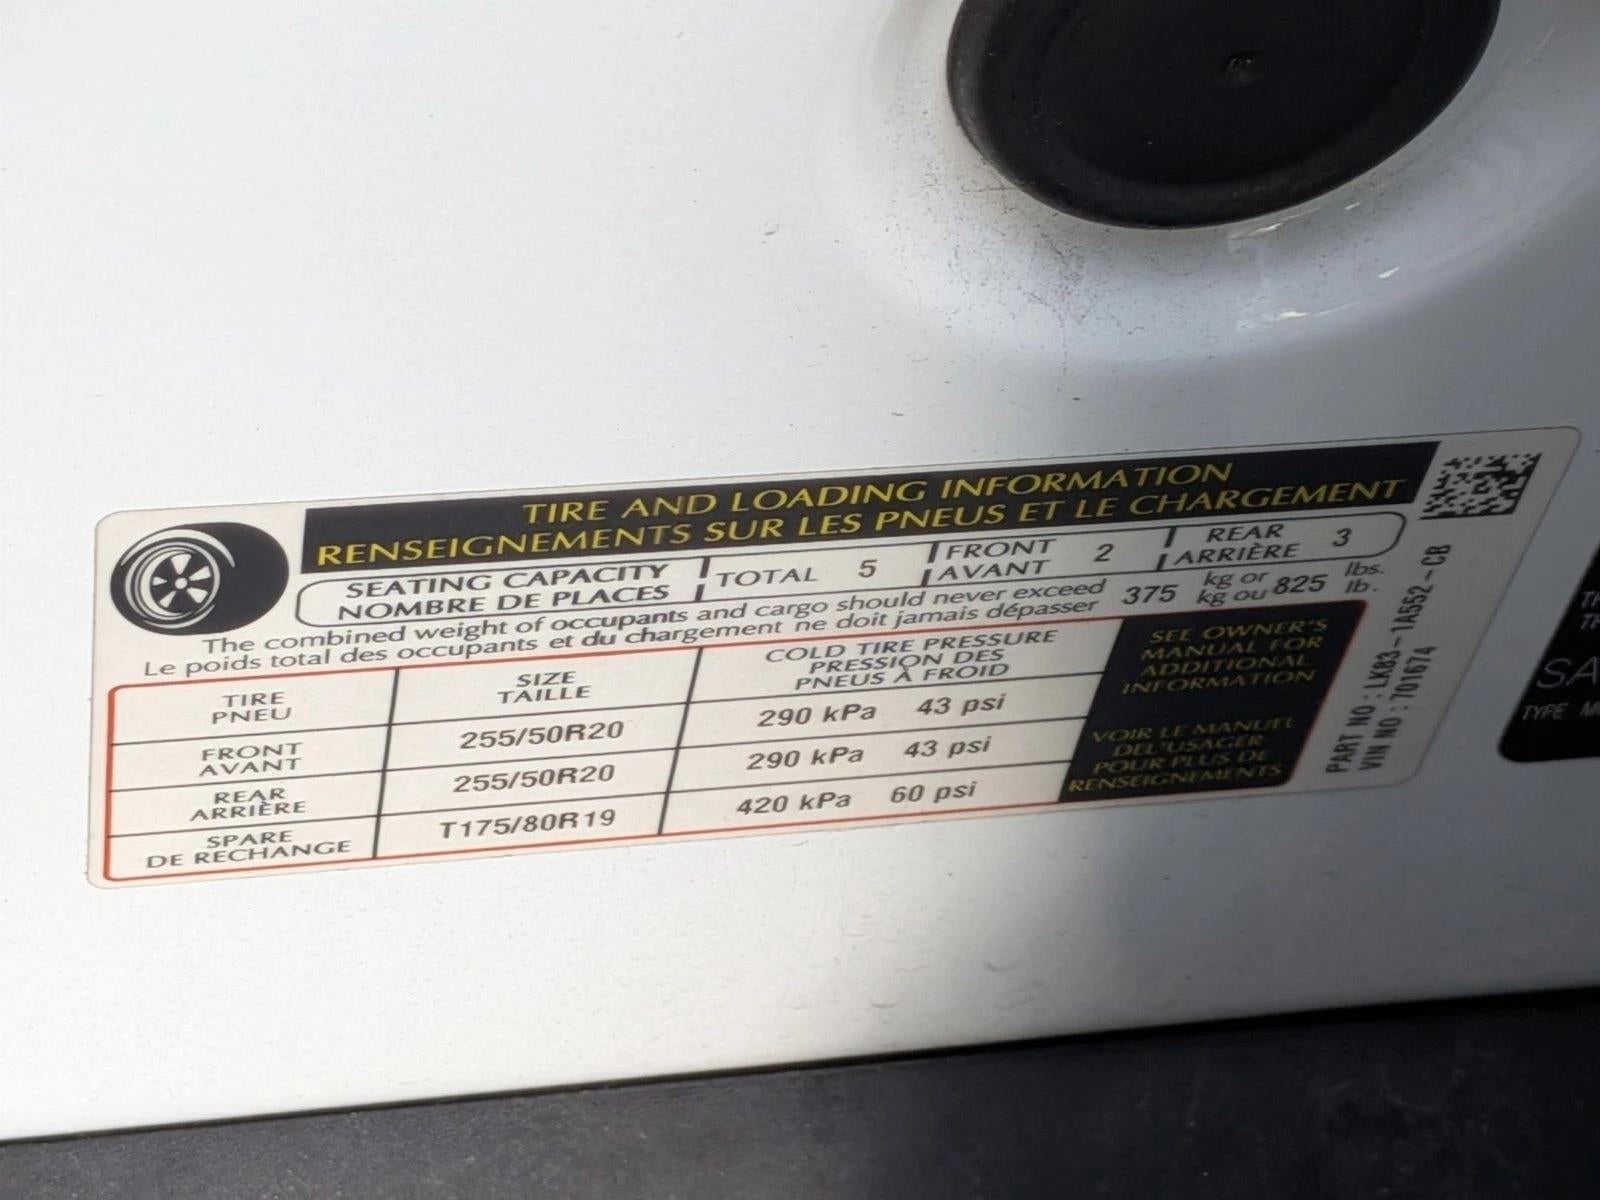 TIRE AND LOADING INFORMATION
RENSEIGNEMENTS SUR LES PNEUS ET LE CHARGEMENT
SEATING CAPACITY
NOMBRE DE PLACES
TOTAL 5
FRONT
AVANT
2
REAR
ARRIÈRE
3
The combined weight of occupants and cargo should never exceed 375 kg or 825 lbs.
Le poids total des occupants et du chargement ne doit jamais dépasser kg ou lb.
TIRE
PNEU
SIZE
TAILLE
COLD TIRE PRESSURE
PRESSION DES
PNEUS À FROID
FRONT
AVANT
255/50R20
290 kPa 43 psi
REAR
ARRIÈRE
255/50R20
290 kPa 43 psi
SPARE
DE RECHANGE
T175/80R19
420 kPa 60 psi
SEE OWNER'S
MANUAL FOR
ADDITIONAL
INFORMATION
VOIR LE MANUEL
DEL'USAGER
POUR PLUS DE
RENSEIGNEMENTS
PART NO : LK83-1A552-CB
VIN NO : 701674
SA
TYPE